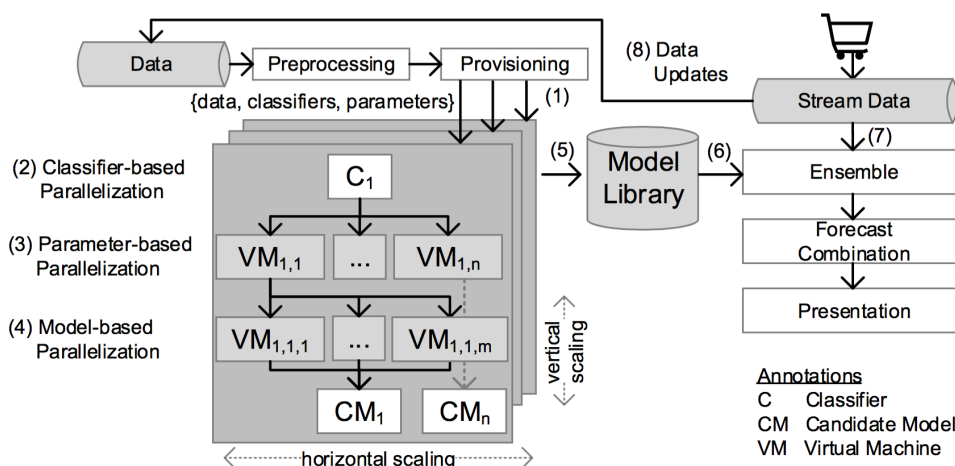 (8) Data
Updates
Data
Preprocessing
Provisioning
{data, classifiers, parameters}
(1)
Stream Data
(7)
(2) Classifier-based
Parallelization
C1
(5)
Model
Library
(6)
Ensemble
(3) Parameter-based
Parallelization
VM1,1
...
VM1,n
Forecast
Combination
(4) Model-based
Parallelization
VM1,1,1
...
VM1,1,m
vertical
scaling
Presentation
CM1
CMn
horizontal scaling
Annotations
C Classifier
CM Candidate Model
VM Virtual Machine